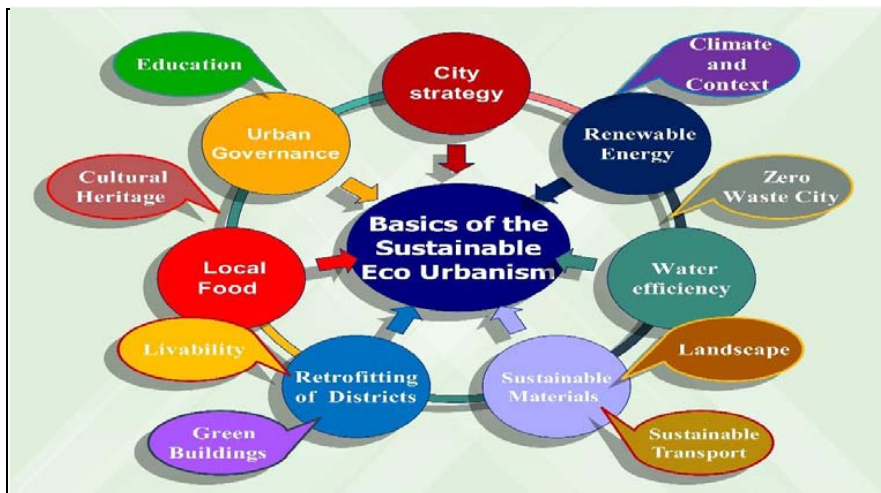 Education
City
strategy
Climate
and
Context
Urban
Governance
Renewable
Energy
Cultural
Heritage
Zero
Waste City
Basics of the
Sustainable
Eco Urbanism
Local
Food
Water
efficiency
Livability
Landscape
Retrofitting
of Districts
Sustainable
Materials
Green
Buildings
Sustainable
Transport